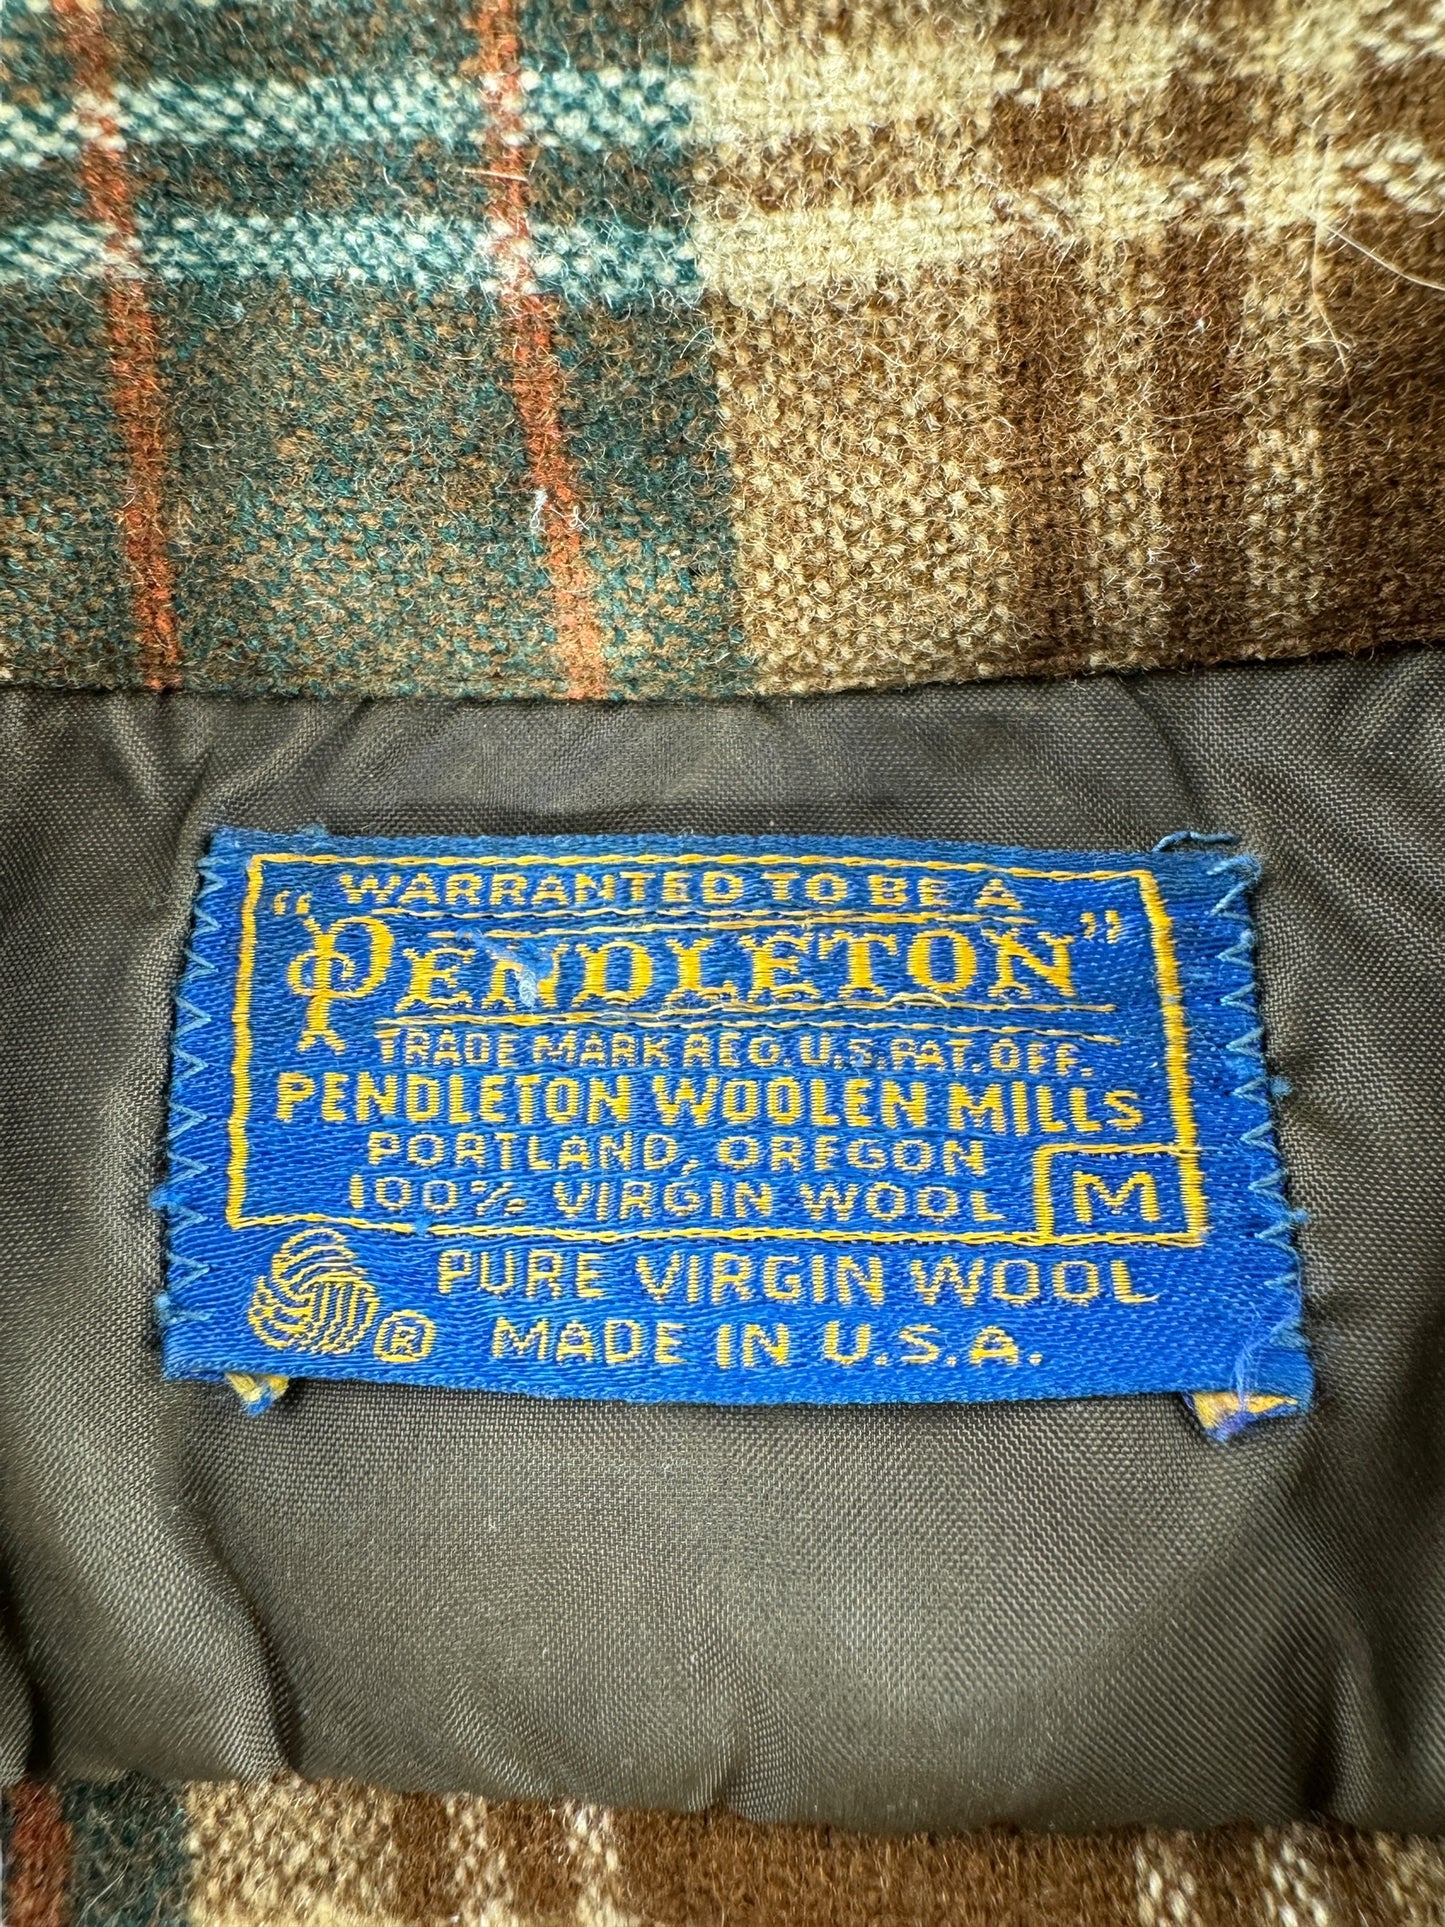 "WARRANTED TO BE A
PENDLETON"
TRADE MARK REG. U.S. PAT. OFF.
PENDLETON WOOLEN MILLS
PORTLAND, OREGON
100% VIRGIN WOOL
M
PURE VIRGIN WOOL
® MADE IN U.S.A.